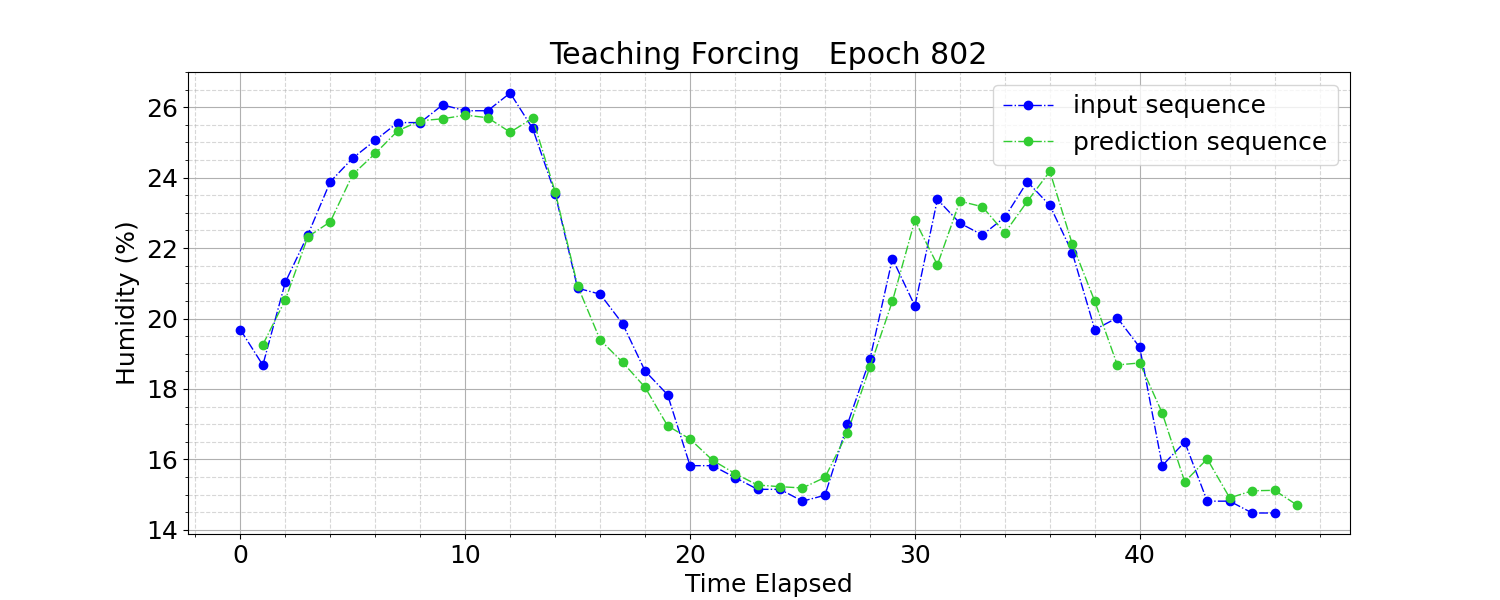 Teaching Forcing   Epoch 802
input sequence
prediction sequence
Humidity (%)
26
24
22
20
18
16
14
0 10 20 30 40
Time Elapsed